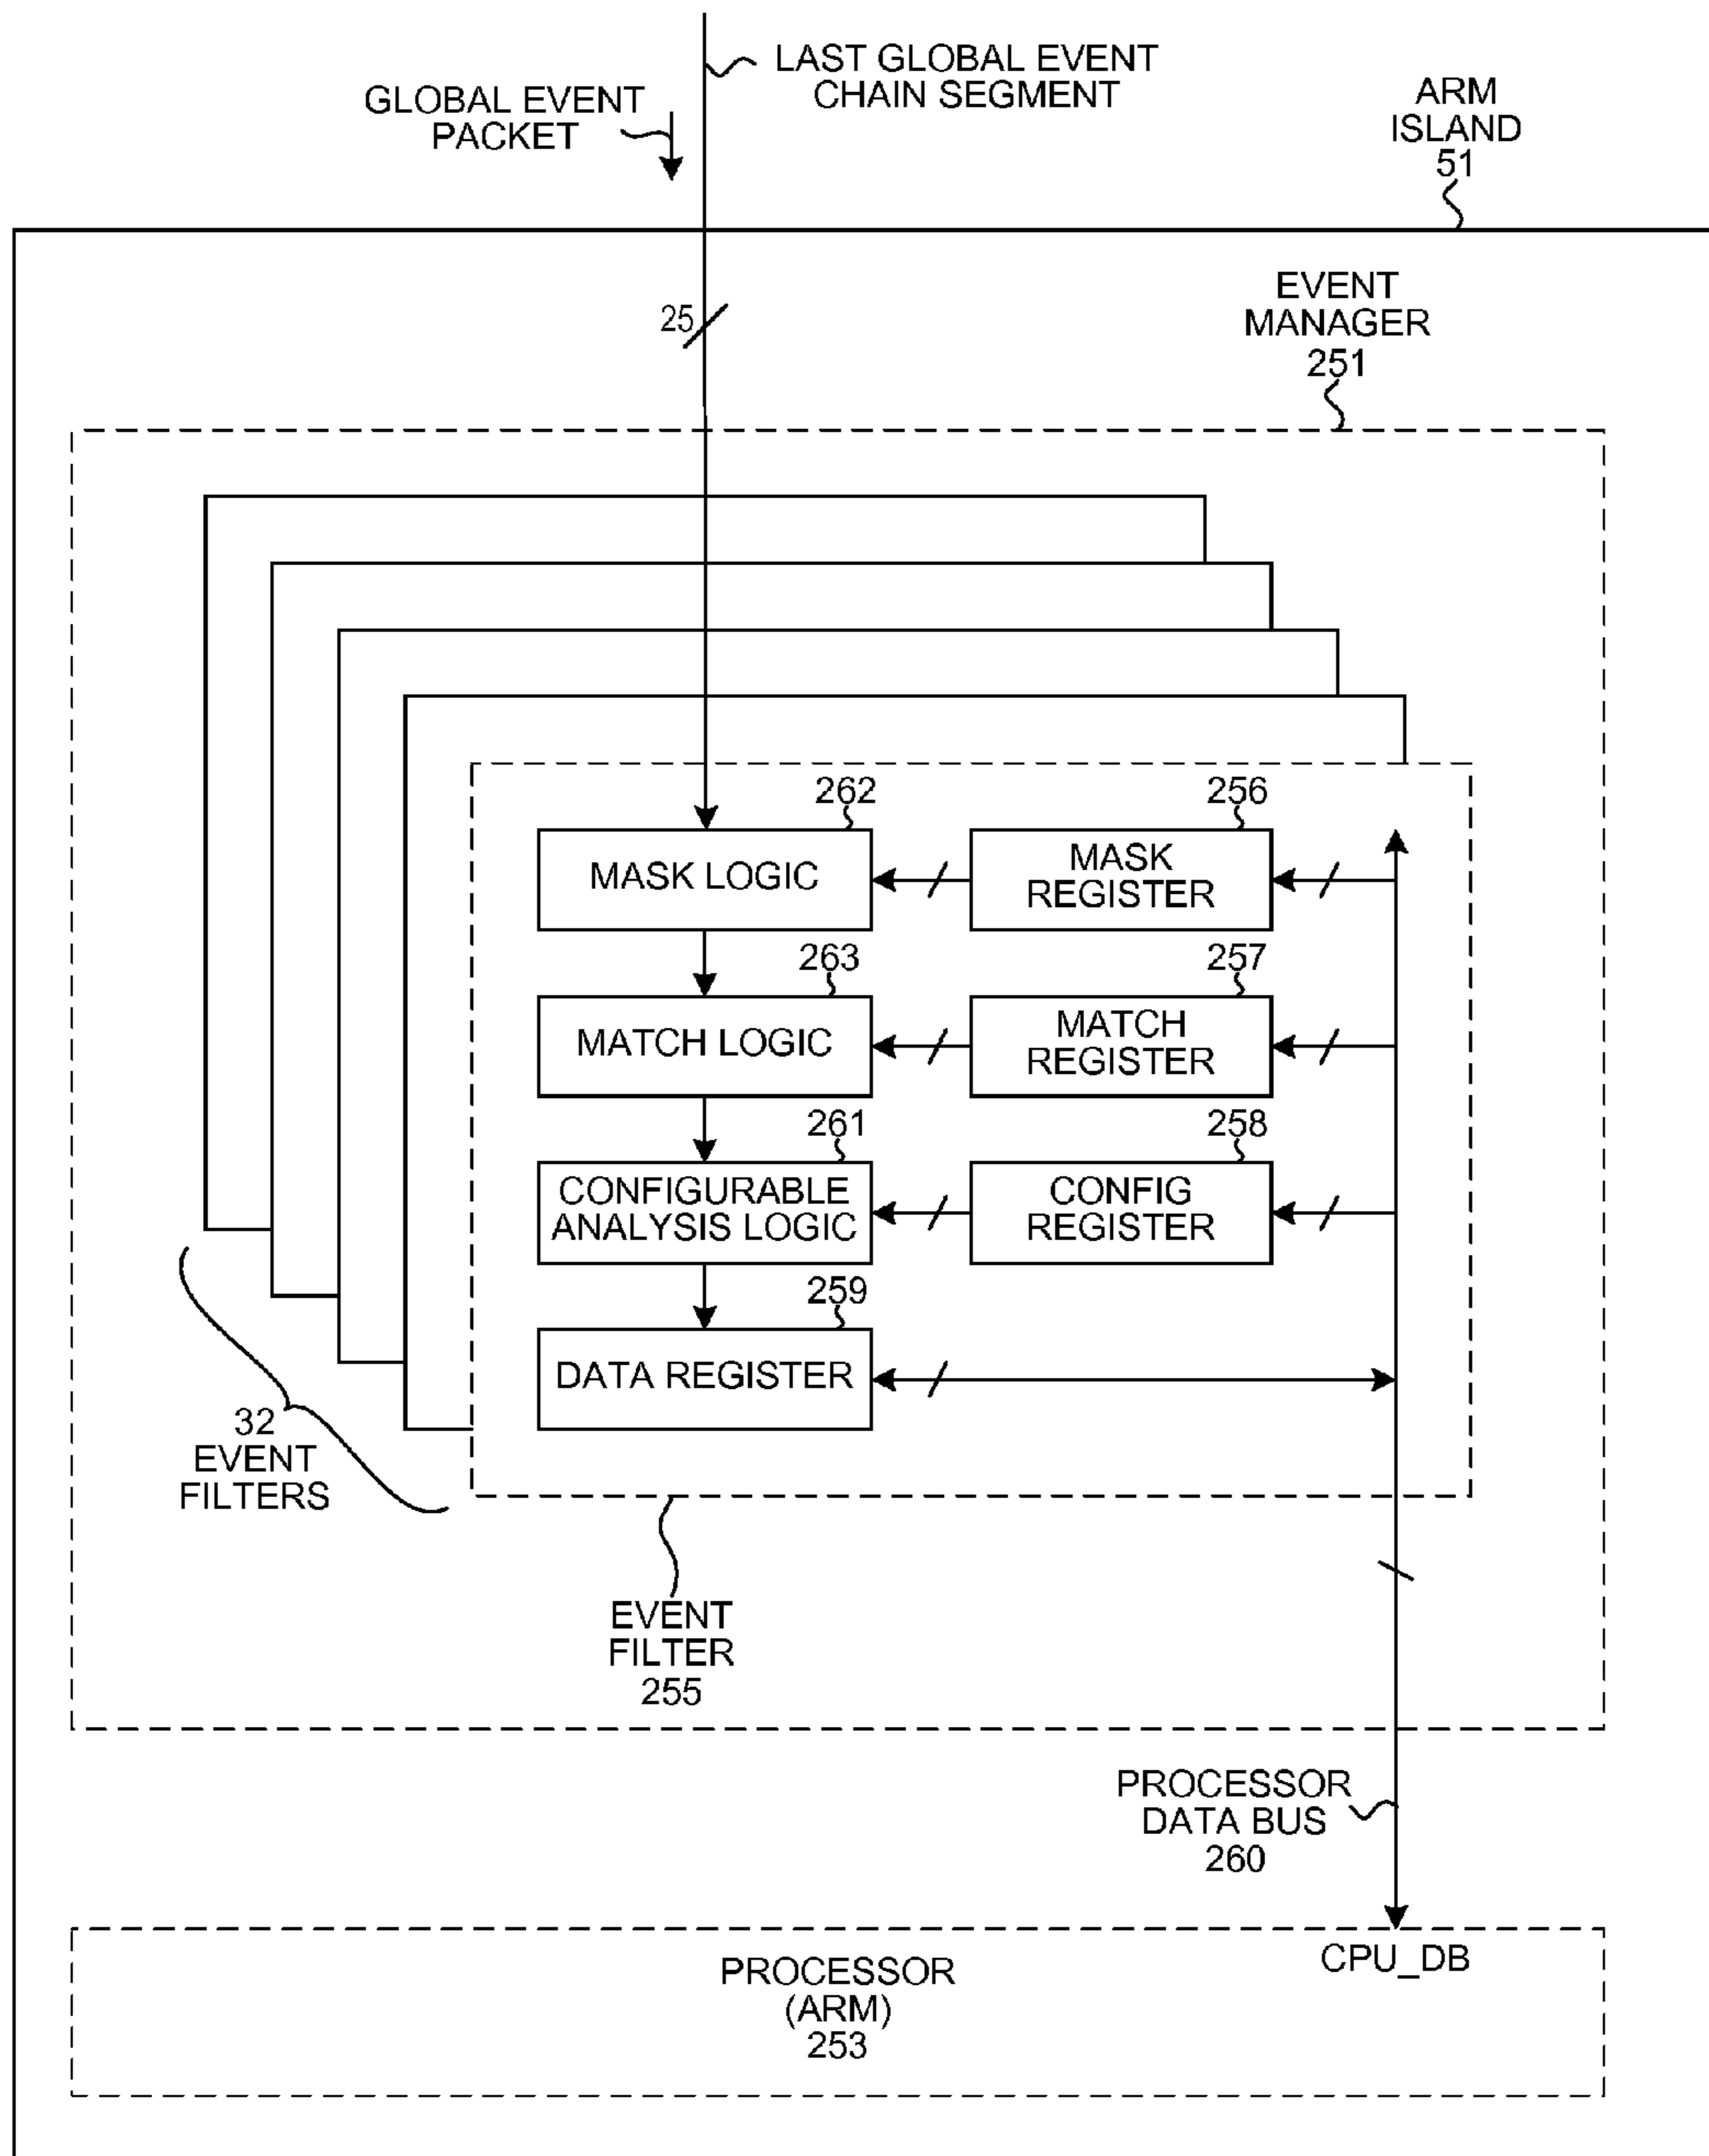 LAST GLOBAL EVENT
CHAIN SEGMENT
GLOBAL EVENT
PACKET
ARM
ISLAND
51
25
EVENT
MANAGER
251
262
256
MASK LOGIC
MASK
REGISTER
263
257
MATCH LOGIC
MATCH
REGISTER
261
258
CONFIGURABLE
ANALYSIS LOGIC
CONFIG
REGISTER
259
DATA REGISTER
32
EVENT
FILTERS
EVENT
FILTER
255
PROCESSOR
DATA BUS
260
CPU_DB
PROCESSOR
(ARM)
253